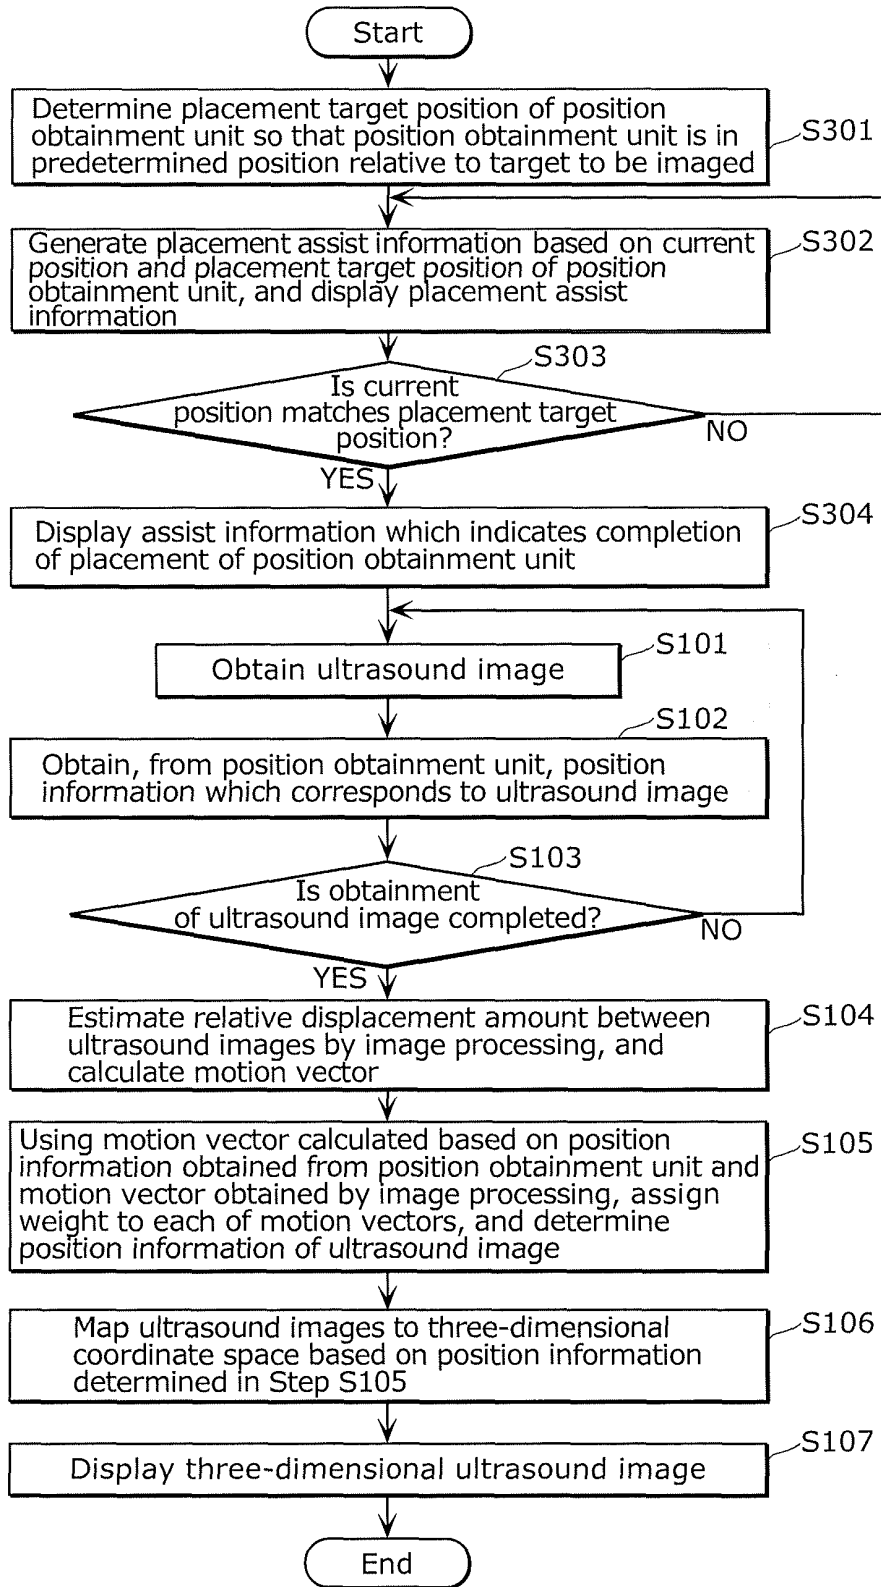 Start
Determine placement target position of position
obtainment unit so that position obtainment unit is in
predetermined position relative to target to be imaged
S301
Generate placement assist information based on current
position and placement target position of position
obtainment unit, and display placement assist
information
S302
S303
Is current
position matches placement target
position?
NO
YES
Display assist information which indicates completion
of placement of position obtainment unit
S304
Obtain ultrasound image
S101
S102
Obtain, from position obtainment unit, position
information which corresponds to ultrasound image
S103
Is obtainment
of ultrasound image completed?
NO
YES
Estimate relative displacement amount between
ultrasound images by image processing, and
calculate motion vector
S104
Using motion vector calculated based on position
information obtained from position obtainment unit and
motion vector obtained by image processing, assign
weight to each of motion vectors, and determine
position information of ultrasound image
S105
Map ultrasound images to three-dimensional
coordinate space based on position information
determined in Step S105
S106
Display three-dimensional ultrasound image
S107
End